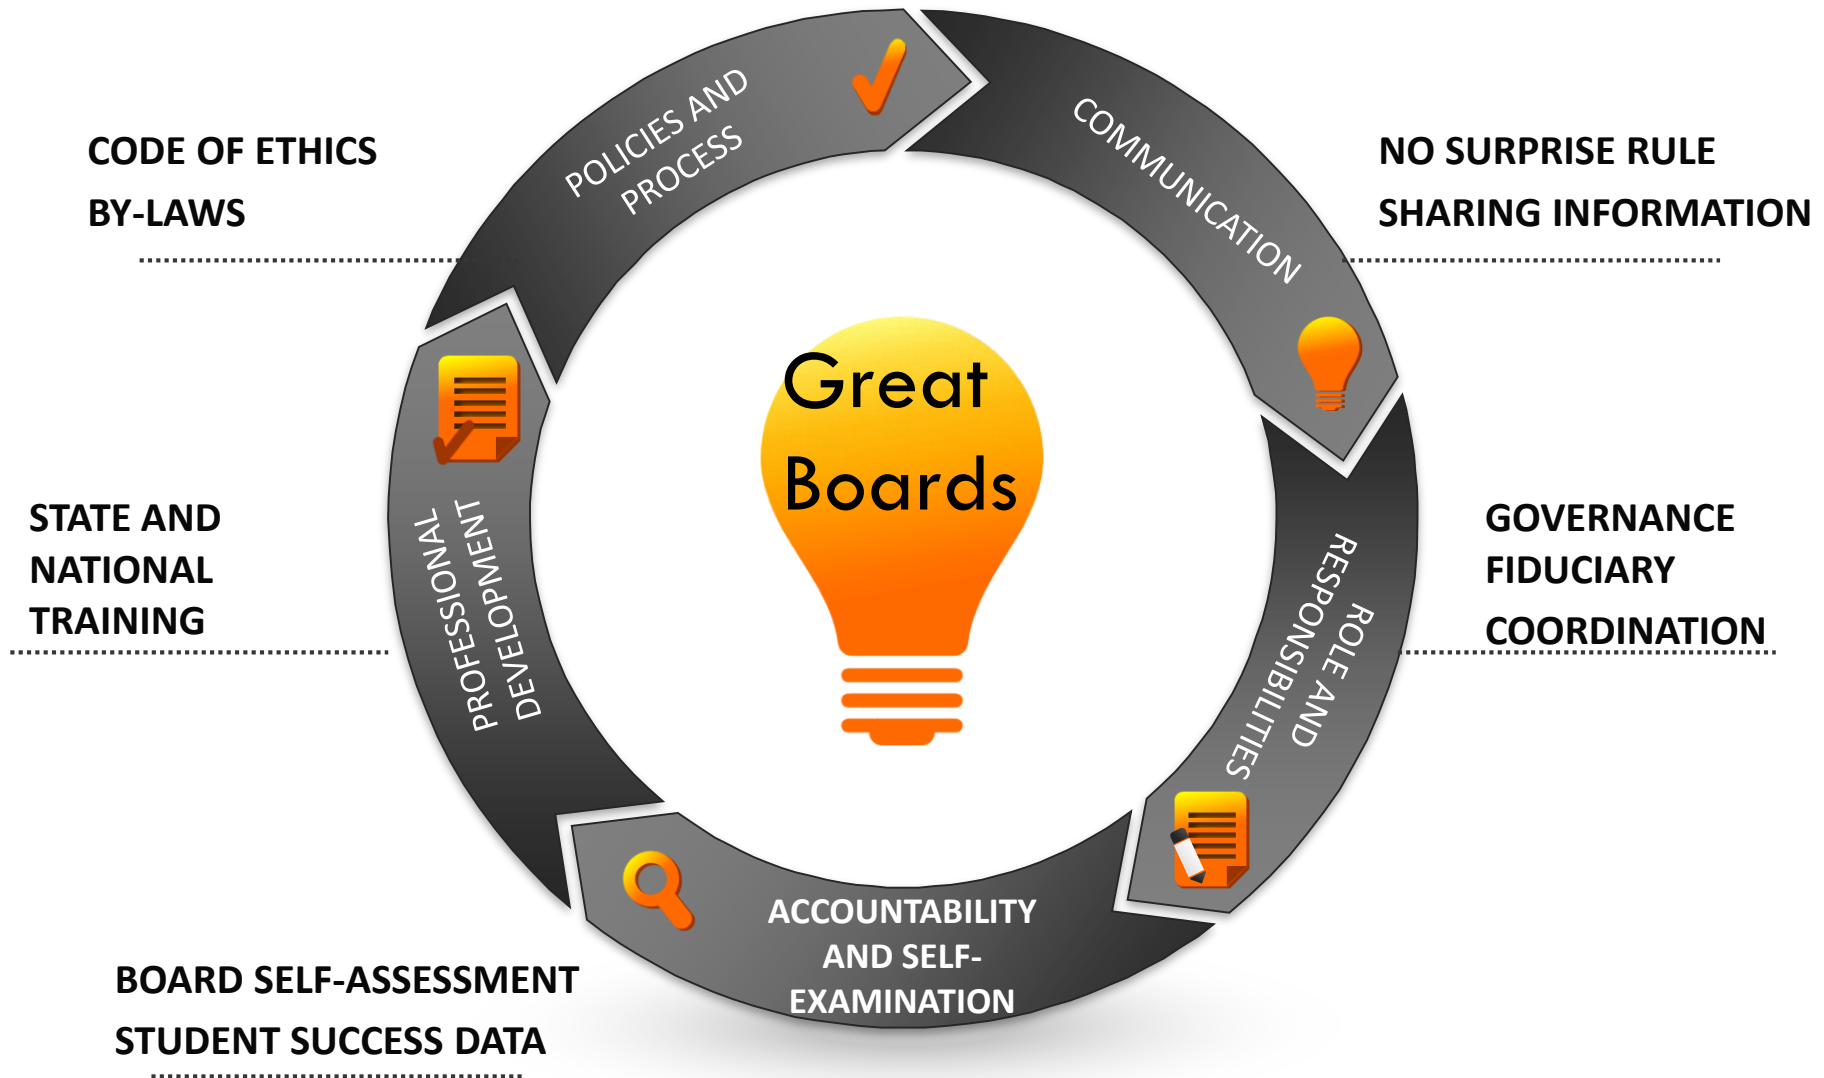 POLICIES AND
PROCESS
COMMUNICATION
CODE OF ETHICS
BY-LAWS
NO SURPRISE RULE
SHARING INFORMATION
Great
Boards
STATE AND
NATIONAL
TRAINING
PROFESSIONAL
DEVELOPMENT
ROLE AND
RESPONSIBILITIES
GOVERNANCE
FIDUCIARY
COORDINATION
ACCOUNTABILITY
AND SELF-
EXAMINATION
BOARD SELF-ASSESSMENT
STUDENT SUCCESS DATA